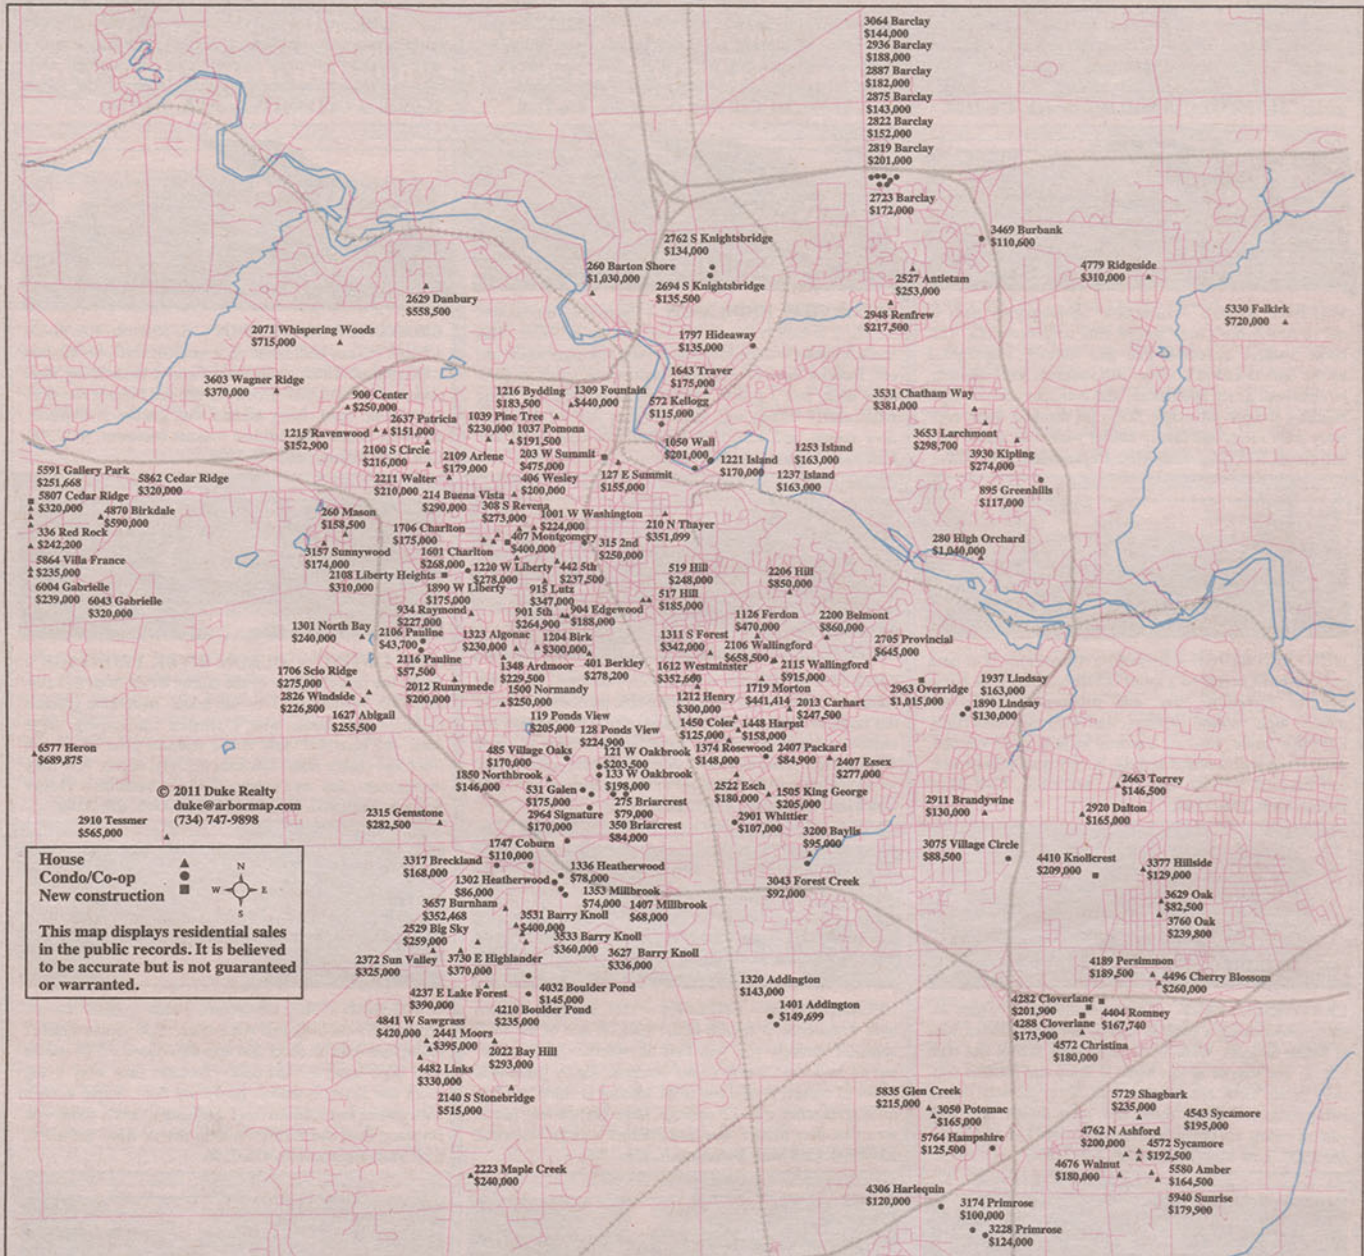 3064 Barclay
$144,000
2936 Barclay
$188,000
2887 Barclay
$182,000
2875 Barclay
$143,000
2822 Barclay
$152,000
2819 Barclay
$201,000
2723 Barclay
$172,000
3469 Burbank
$110,600
2762 S Knightsbridge
$134,000
260 Barton Shore
$1,030,000
2694 S Knightsbridge
$135,500
2527 Antietam
$253,000
4779 Ridgeside
$310,000
2629 Danbury
$558,500
2948 Renfrew
$217,500
5330 Falkirk
$720,000
2071 Whispering Woods
$715,000
1797 Hideaway
$135,000
3603 Wagner Ridge
$370,000
1643 Traver
$175,000
900 Center
$250,000
1216 Bydding
$183,500
1309 Fountain
$440,000
572 Kellogg
$115,000
3531 Chatham Way
$381,000
2637 Patricia
$151,000
1039 Pine Tree
$230,000
1037 Pomona
$191,500
1215 Ravenwood
$152,900
3653 Larchmont
$298,700
2100 S Circle
$216,000
2109 Arlene
$179,000
203 W Summit
$475,000
1050 Wall
$201,000
1221 Island
$170,000
1253 Island
$163,000
3930 Kipling
$274,000
5591 Gallery Park
$251,668
5862 Cedar Ridge
$320,000
2211 Walter
$210,000
406 Wesley
$200,000
127 E Summit
$155,000
1237 Island
$163,000
895 Greenhills
$117,000
5807 Cedar Ridge
$320,000
4870 Birkdale
$590,000
214 Buena Vista
$290,000
308 S Revena
$273,000
260 Mason
$158,500
1001 W Washington
$224,000
210 N Thayer
$351,099
336 Red Rock
$242,200
1706 Charlton
$175,000
407 Montgomery
$400,000
315 2nd
$250,000
280 High Orchard
$1,040,000
3157 Sunnywood
$174,000
1601 Charlton
$268,000
5864 Villa France
$235,000
1220 W Liberty
$278,000
442 5th
$237,500
519 Hill
$248,000
2206 Hill
$850,000
2108 Liberty Heights
$310,000
6004 Gabrielle
$239,000
1890 W Liberty
$175,000
915 Lutz
$347,000
517 Hill
$185,000
6043 Gabrielle
$320,000
934 Raymond
$227,000
901 5th
$264,900
904 Edgewood
$188,000
1126 Ferdon
$470,000
2200 Belmont
$860,000
1301 North Bay
$240,000
2106 Pauline
$43,700
1323 Algonac
$230,000
1204 Birk
$300,000
1311 S Forest
$342,000
2106 Wallingford
$658,500
2705 Provincial
$645,000
2116 Pauline
$57,500
1348 Ardmoor
$229,500
401 Berkley
$278,200
1612 Westminster
$352,600
2115 Wallingford
$915,000
1706 Scio Ridge
$275,000
1937 Lindsay
$163,000
2012 Runnymede
$200,000
1500 Normandy
$250,000
1719 Morton
$441,414
2963 Overridge
$1,015,000
2826 Windside
$226,800
1212 Henry
$300,000
2013 Carhart
$247,500
1890 Lindsay
$130,000
1627 Abigail
$255,500
119 Ponds View
$205,000
128 Ponds View
$224,900
1450 Coler
$125,000
1448 Harpst
$158,000
6577 Heron
$689,875
485 Village Oaks
$170,000
121 W Oakbrook
$203,500
1374 Rosewood
$148,000
2407 Packard
$84,900
2407 Essex
$277,000
1850 Northbrook
$146,000
133 W Oakbrook
$198,000
2663 Torrey
$146,500
© 2011 Duke Realty
duke@arbormap.com
(734) 747-9898
531 Galen
$175,000
2522 Esch
$180,000
1505 King George
$205,000
275 Briarcrest
$79,000
2911 Brandywine
$130,000
2920 Dalton
$165,000
2910 Tessmer
$565,000
2315 Gemstone
$282,500
2964 Signature
$170,000
2901 Whittier
$107,000
350 Briarcrest
$84,000
3200 Baylis
$95,000
1747 Coburn
$110,000
3075 Village Circle
$88,500
House
Condo/Co-op
New construction
N
W E
S
This map displays residential sales
in the public records. It is believed
to be accurate but is not guaranteed
or warranted.
3317 Breckland
$168,000
1336 Heatherwood
$78,000
4410 Knollcrest
$209,000
3377 Hillside
$129,000
1302 Heatherwood
$86,000
3043 Forest Creek
$92,000
1353 Millbrook
$74,000
3629 Oak
$82,500
3657 Burnham
$352,468
1407 Millbrook
$68,000
3531 Barry Knoll
$400,000
3760 Oak
$239,800
2529 Big Sky
$259,000
3533 Barry Knoll
$360,000
3627 Barry Knoll
$336,000
2372 Sun Valley
$325,000
3730 E Highlander
$370,000
4189 Persimmon
$189,500
1320 Addington
$143,000
4496 Cherry Blossom
$260,000
4237 E Lake Forest
$390,000
4032 Boulder Pond
$145,000
4282 Cloverlane
$201,900
1401 Addington
$149,699
4210 Boulder Pond
$235,000
4404 Romney
$167,740
4841 W Sawgrass
$420,000
4288 Cloverlane
$173,900
2441 Moors
$395,000
4572 Christina
$180,000
2022 Bay Hill
$293,000
4482 Links
$330,000
2140 S Stonebridge
$515,000
5835 Glen Creek
$215,000
5729 Shagbark
$235,000
3050 Potomac
$165,000
4543 Sycamore
$195,000
4762 N Ashford
$200,000
5764 Hampshire
$125,500
4572 Sycamore
$192,500
4676 Walnut
$180,000
2223 Maple Creek
$240,000
5580 Amber
$164,500
4306 Harlequin
$120,000
3174 Primrose
$100,000
5940 Sunrise
$179,900
3228 Primrose
$124,000